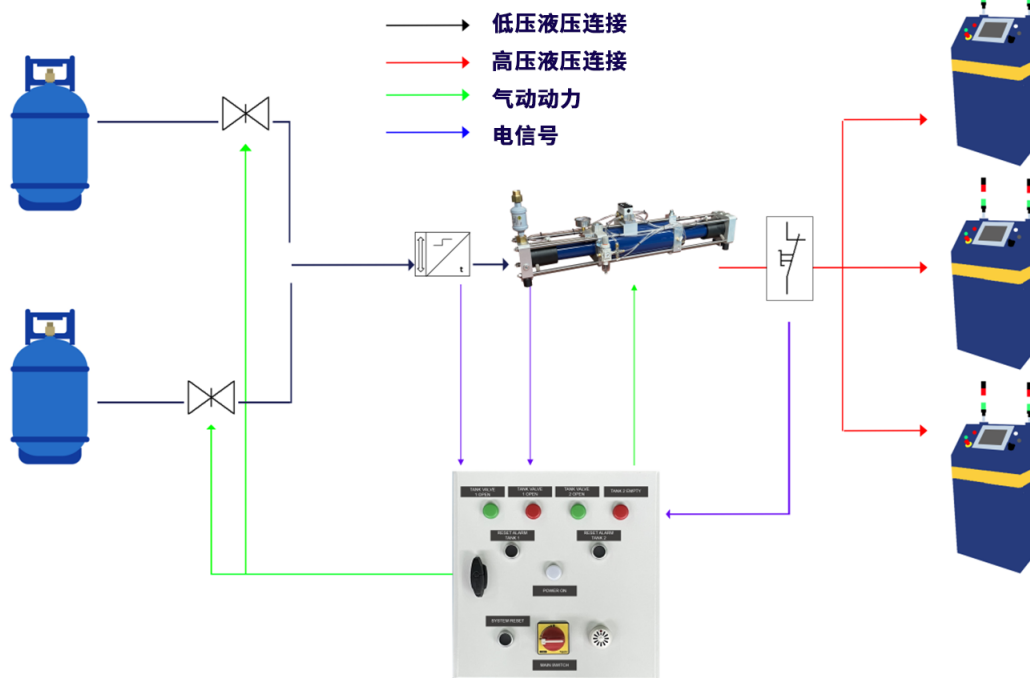 低压液压连接
高压液压连接
气动动力
电信号
t
TANK VALVE
1 OPEN
TANK VALVE
1 OPEN
TANK VALVE
2 OPEN
TANK 2 EMPTY
RESET ALARM
TANK 1
RESET ALARM
TANK 2
POWER ON
SYSTEM RESET
MAIN SWITCH